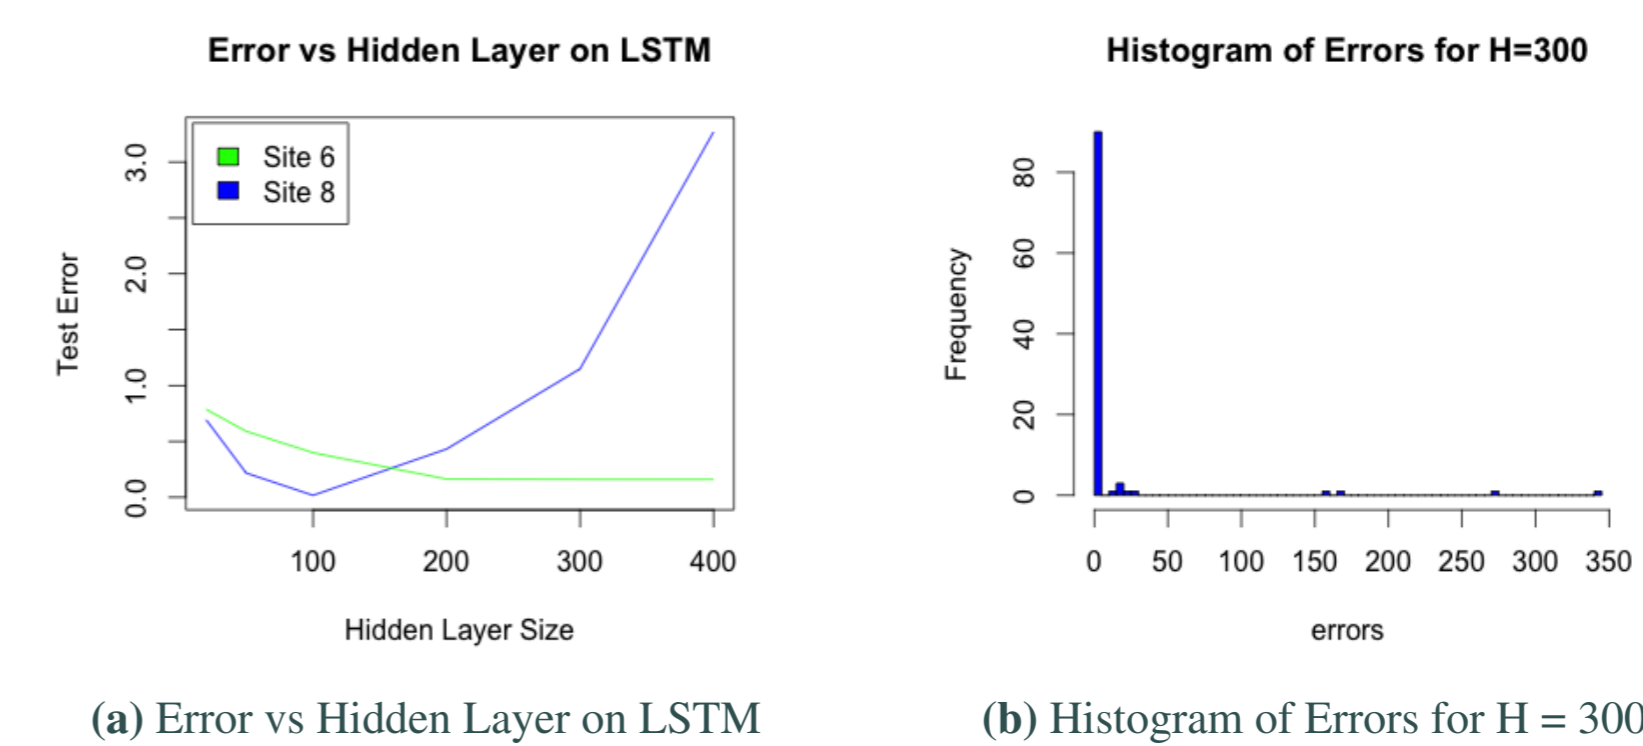 Error vs Hidden Layer on LSTM
Site 6
Site 8
Test Error
0.0 1.0 2.0 3.0
100 200 300 400
Hidden Layer Size
(a) Error vs Hidden Layer on LSTM
Histogram of Errors for H=300
Frequency
0 20 40 60 80
0 50 100 150 200 250 300 350
errors
(b) Histogram of Errors for H = 300